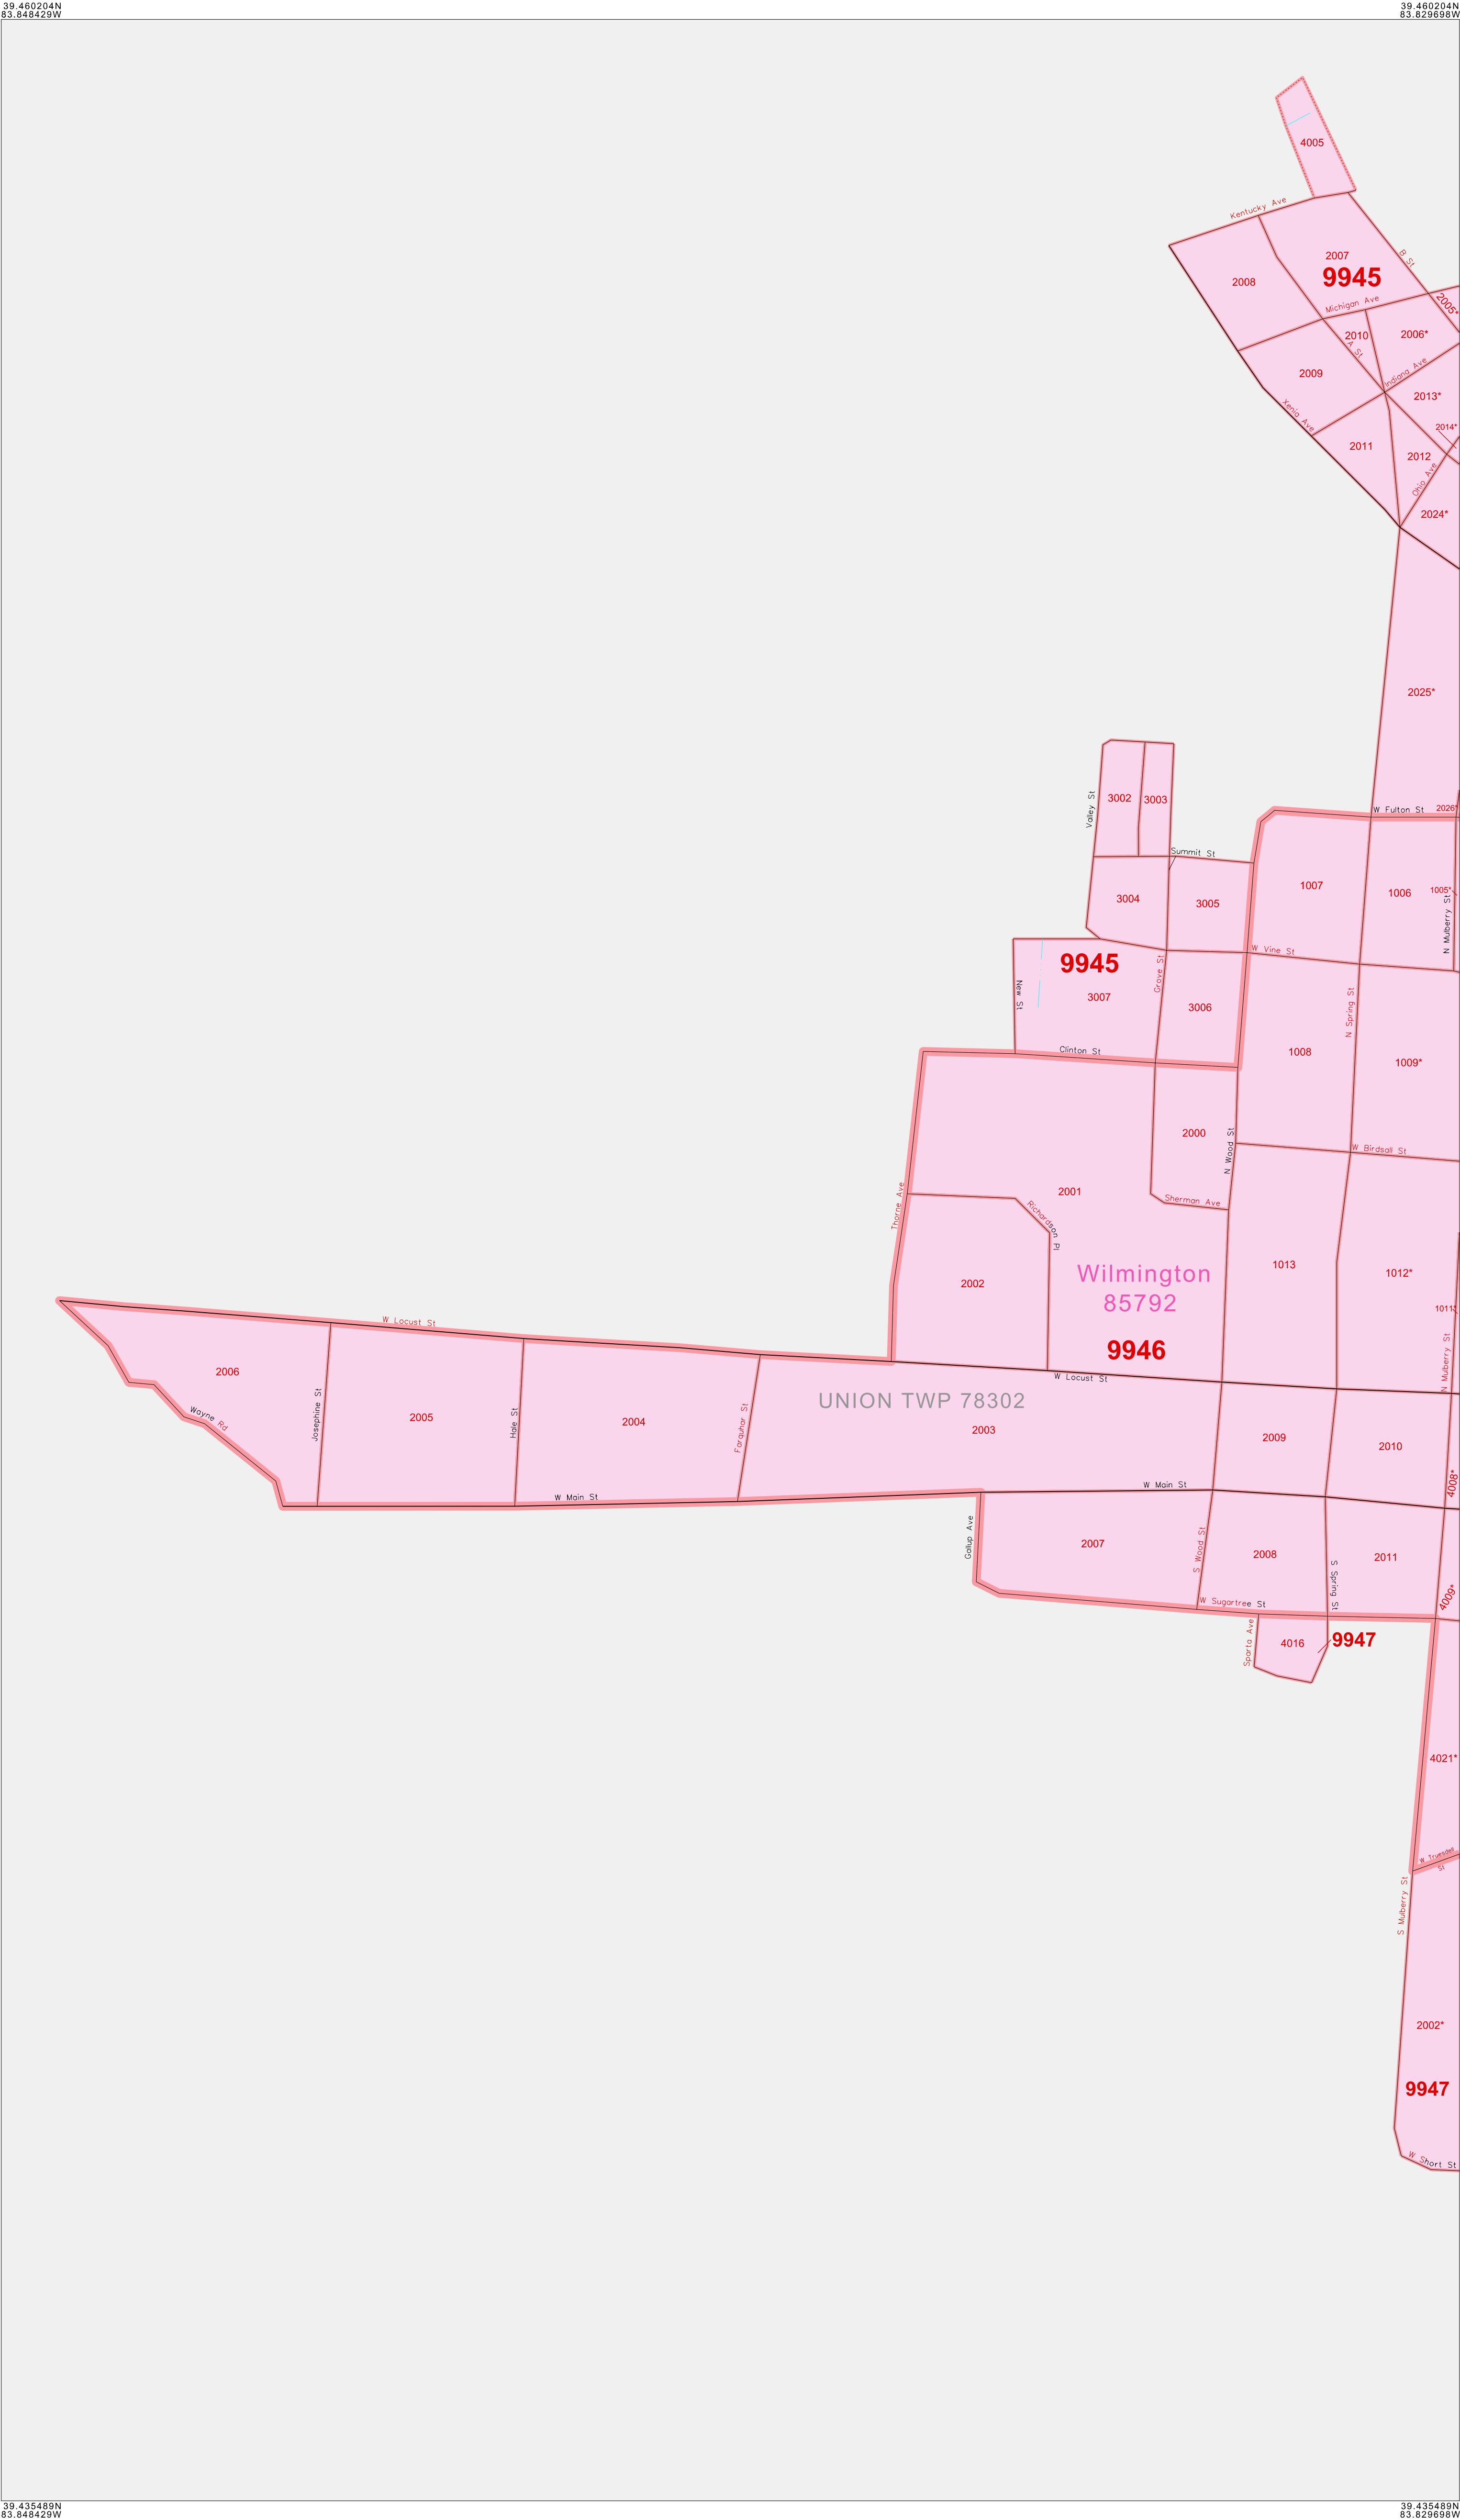 39.460204N
83.848429W
39.460204N
83.829698W
4005
Kentucky Ave
B St
2007
9945
2008
Michigan Ave
2005*
2010
2006*
A St
2009
Indiana Ave
2013*
Xenia Ave
2014*
2011
2012
Ohio Ave
2024*
2025*
3002
3003
Valley St
2026*
W Fulton St
Summit St
1007
1006
1005*
3004
3005
N Mulberry St
W Vine St
9945
Grove St
New St
3007
3006
N Spring St
Clinton St
1008
1009*
2000
N Wood St
W Birdsall St
2001
Thorne Ave
Richardson Pl
Sherman Ave
2002
Wilmington
85792
1013
1012*
W Locust St
9946
N Mulberry St
2006
W Locust St
UNION TWP 78302
Josephine St
2005
Hale St
2004
Farquhar St
2003
2009
2010
Wayne Rd
4008*
W Main St
W Main St
Gallup Ave
2007
S Wood St
2008
S Spring St
2011
4009*
W Sugartree St
Sparta Ave
4016
9947
4021*
W Truesdell
St
S Mulberry St
2002*
9947
W Short St
39.435489N
83.848429W
39.435489N
83.829698W